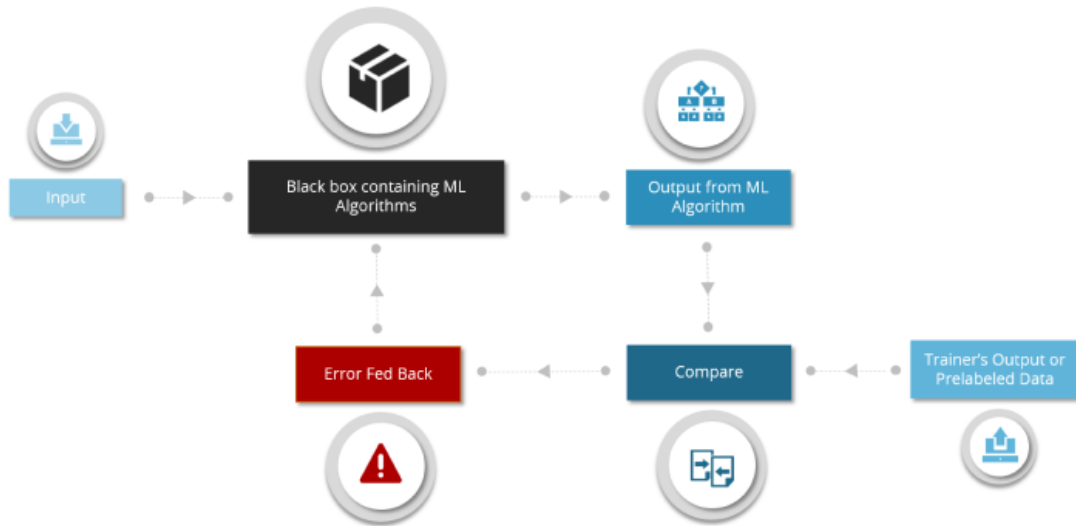 Input
Black box containing ML
Algorithms
Output from ML
Algorithm
Error Fed Back
Compare
Trainer's Output or
Prelabeled Data